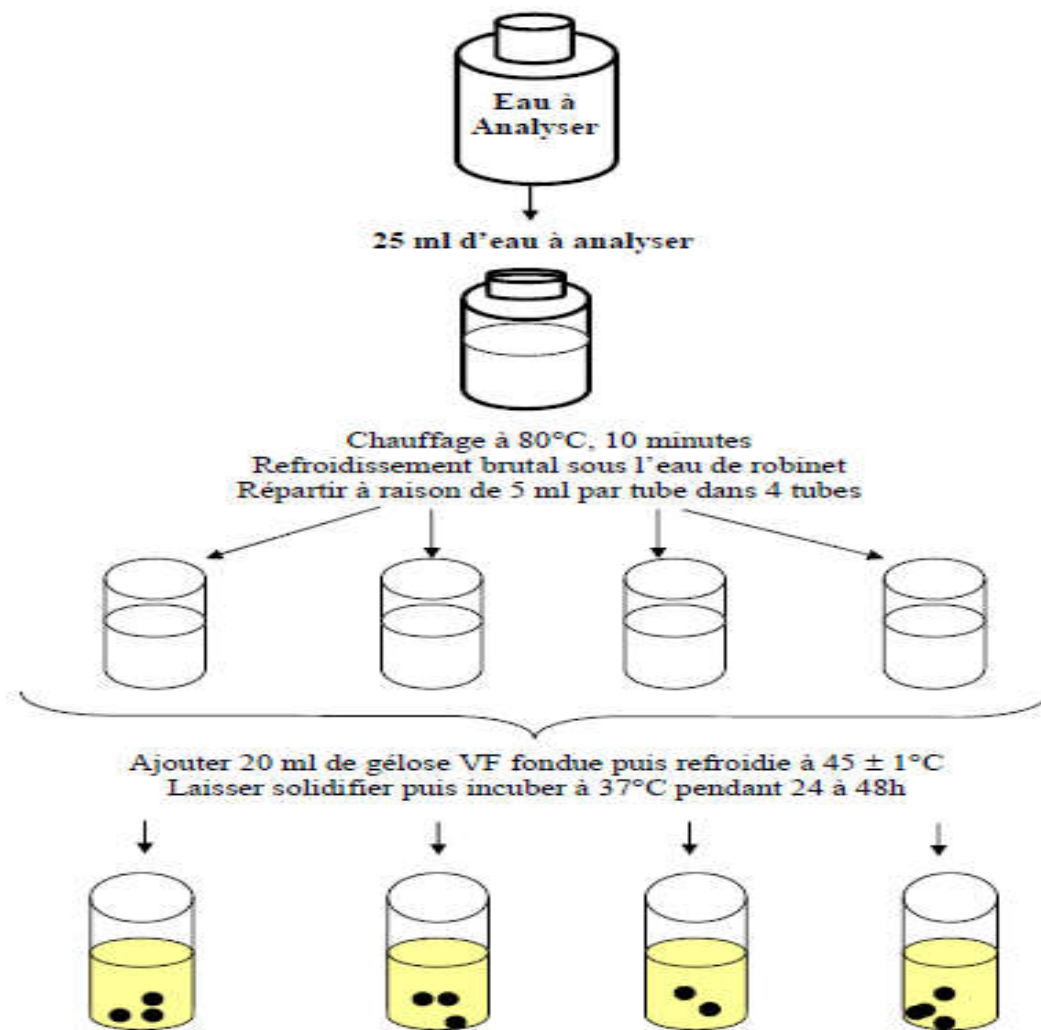 Eau à
Analyser
25 ml d’eau à analyser
Chauffage à 80°C, 10 minutes
Refroidissement brutal sous l’eau de robinet
Répartir à raison de 5 ml par tube dans 4 tubes
Ajouter 20 ml de gélose VF fondue puis refroidie à 45 ± 1°C
Laisser solidifier puis incuber à 37°C pendant 24 à 48h